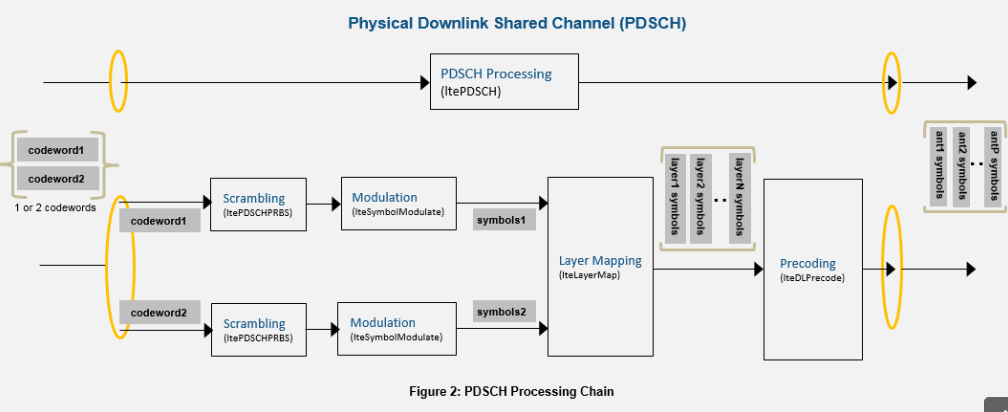 Physical Downlink Shared Channel (PDSCH)
PDSCH Processing
(ltePDSCH)
codeword1
codeword2
1 or 2 codewords
codeword1
Scrambling
(ltePDSCHPRBS)
Modulation
(lteSymbolModulate)
symbols1
codeword2
Scrambling
(ltePDSCHPRBS)
Modulation
(lteSymbolModulate)
symbols2
Layer Mapping
(lteLayerMap)
layer1 symbols
layer2 symbols
..
layerN symbols
Precoding
(lteDLPrecode)
ant1 symbols
ant2 symbols
..
antP symbols
Figure 2: PDSCH Processing Chain